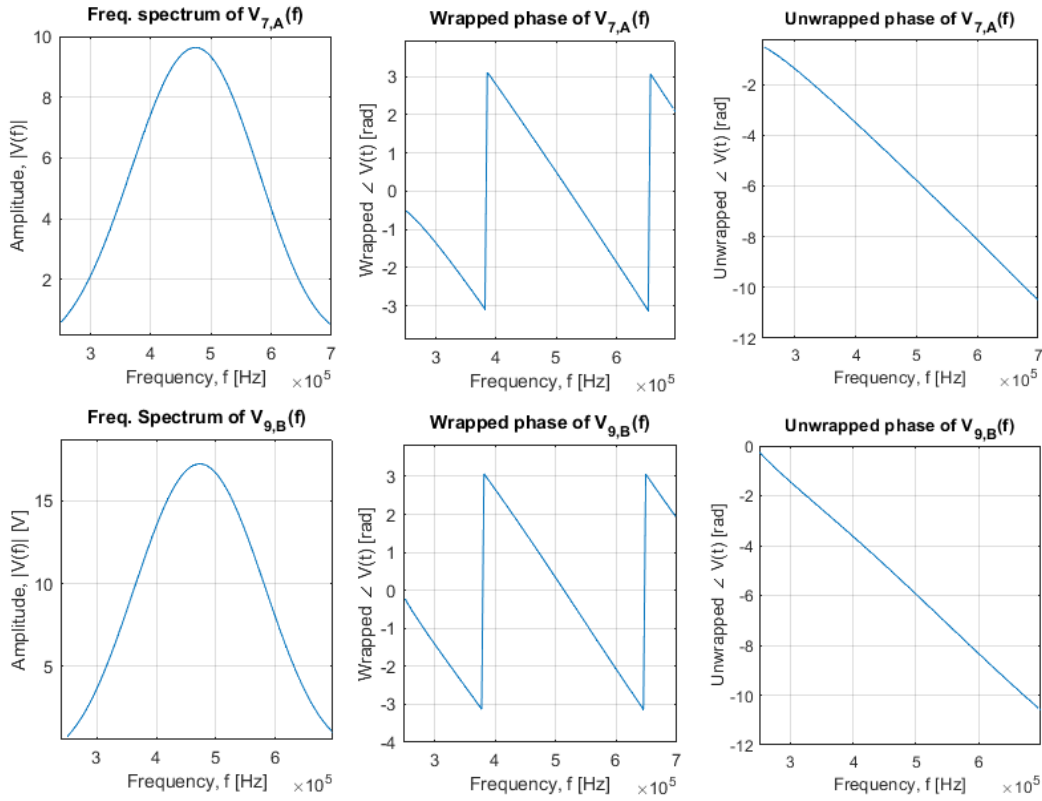 Freq. spectrum of V7,A(f)
Amplitude, |V(f)|
10
8
6
4
2
3 4 5 6 7
Frequency, f [Hz] ×10^5
Wrapped phase of V7,A(f)
Wrapped ∠ V(t) [rad]
3
2
1
0
-1
-2
-3
3 4 5 6
Frequency, f [Hz] ×10^5
Unwrapped phase of V7,A(f)
Unwrapped ∠ V(t) [rad]
-2
-4
-6
-8
-10
-12
3 4 5 6 7
Frequency, f [Hz] ×10^5
Freq. Spectrum of V9,B(f)
Amplitude, |V(f)| [V]
15
10
5
3 4 5 6
Frequency, f [Hz] ×10^5
Wrapped phase of V9,B(f)
Wrapped ∠ V(t) [rad]
3
2
1
0
-1
-2
-3
-4
3 4 5 6 7
Frequency, f [Hz] ×10^5
Unwrapped phase of V9,B(f)
Unwrapped ∠ V(t) [rad]
0
-2
-4
-6
-8
-10
-12
3 4 5 6
Frequency, f [Hz] ×10^5